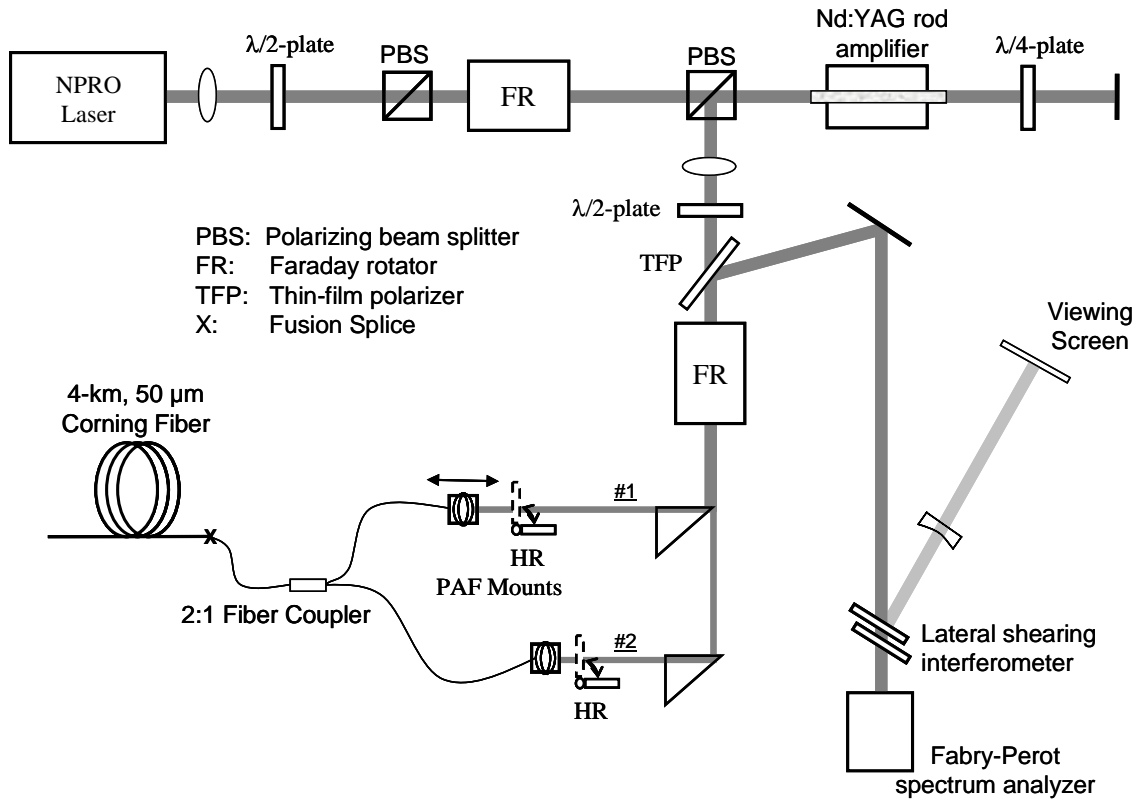 NPRO
Laser
λ/2-plate
PBS
FR
PBS
Nd:YAG rod
amplifier
λ/4-plate
λ/2-plate
TFP
FR
PBS: Polarizing beam splitter
FR: Faraday rotator
TFP: Thin-film polarizer
X: Fusion Splice
Viewing
Screen
4-km, 50 µm
Corning Fiber
X
#1
HR
PAF Mounts
2:1 Fiber Coupler
#2
HR
Lateral shearing
interferometer
Fabry-Perot
spectrum analyzer